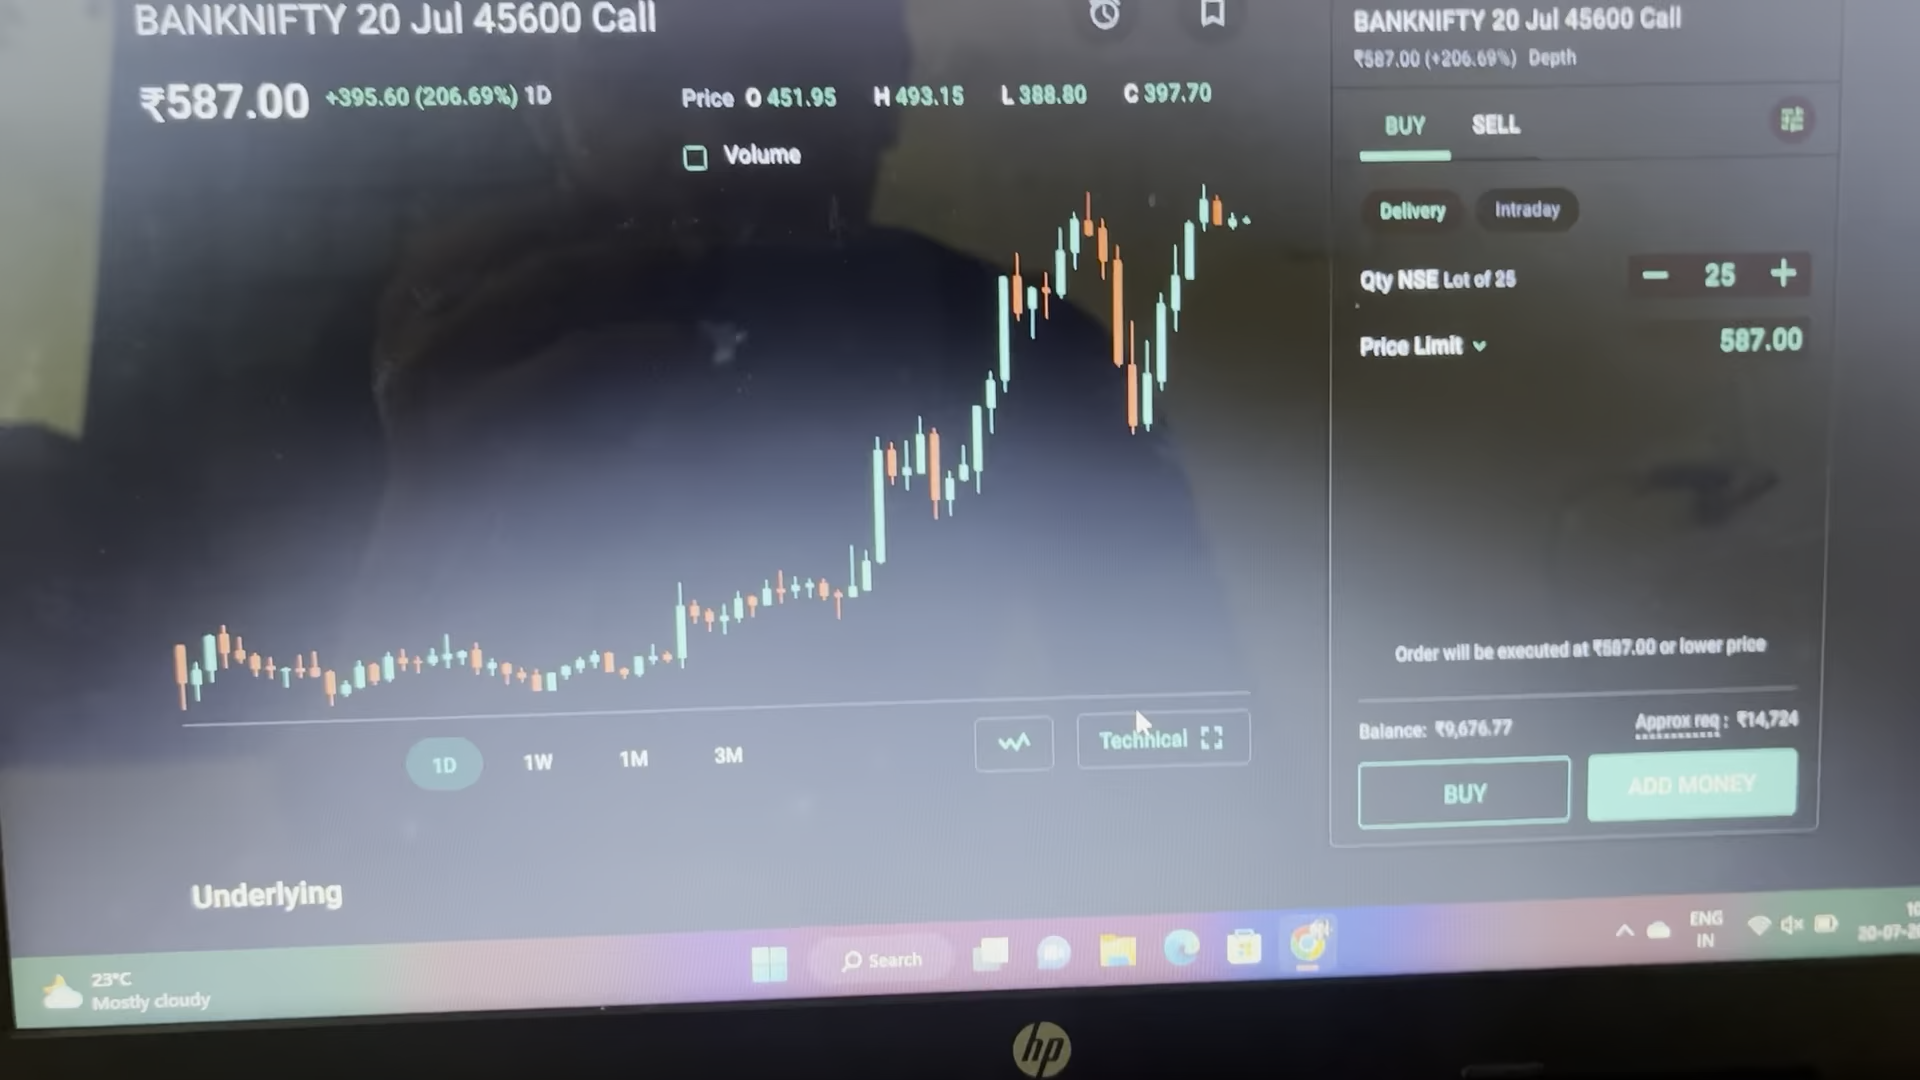 BANKNIFTY 20 Jul 45600 Call
₹587.00 +395.60 (206.69%) 1D
Price O 451.95 H 493.15 L 388.80 C 397.70
Volume
1D 1W 1M 3M
Technical
Underlying
BANKNIFTY 20 Jul 45600 Call
₹587.00 (+206.69%) Depth
BUY SELL
Delivery Intraday
Qty NSE Lot of 25
25
Price Limit
587.00
Order will be executed at ₹587.00 or lower price
Balance: ₹9,676.77
Approx req : ₹14,724
BUY
ADD MONEY
23°C
Mostly cloudy
Search
ENG
IN
hp